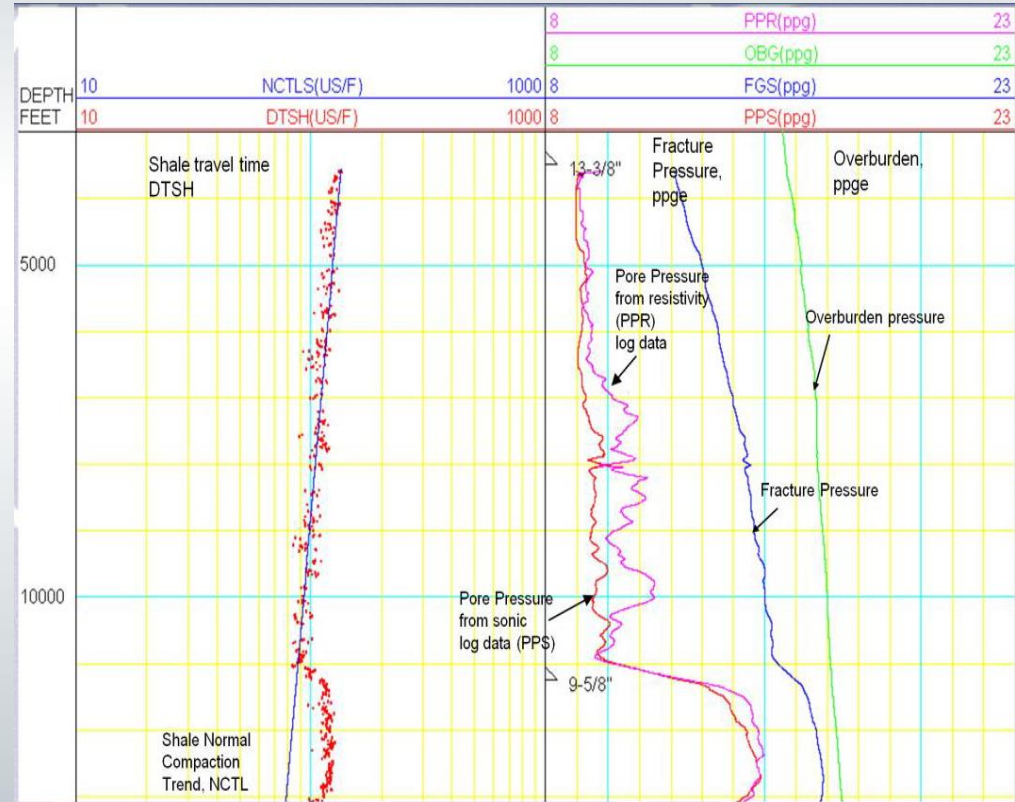 8 PPR(ppg) 23
8 OBG(ppg) 23
10 NCTLS(US/F) 1000 8 FGS(ppg) 23
DEPTH
FEET 10 DTSH(US/F) 1000 8 PPS(ppg) 23
Shale travel time
DTSH
13-3/8"
Fracture
Pressure,
ppge
Overburden,
ppge
5000
Pore Pressure
from resistivity
(PPR)
log data
Overburden pressure
Fracture Pressure
10000
Pore Pressure
from sonic
log data (PPS)
9-5/8"
Shale Normal
Compaction
Trend, NCTL